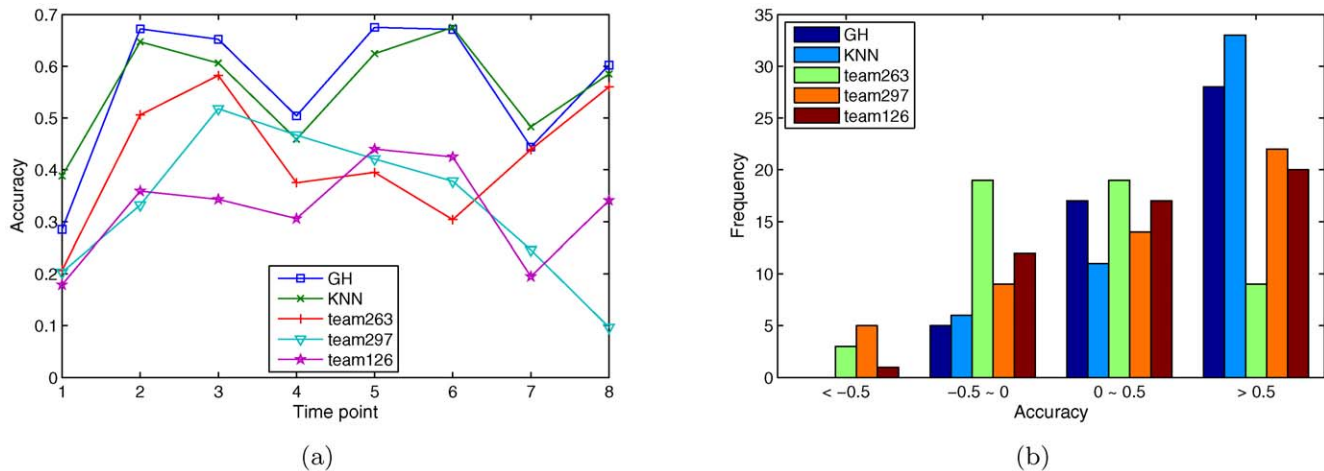 0.7
0.6
0.5
0.4
0.3
0.2
0.1
0
Accuracy
GH
KNN
team263
team297
team126
1 2 3 4 5 6 7 8
Time point
(a)
35
30
25
20
15
10
5
0
Frequency
GH
KNN
team263
team297
team126
< −0.5 −0.5 ~ 0 0 ~ 0.5 > 0.5
Accuracy
(b)